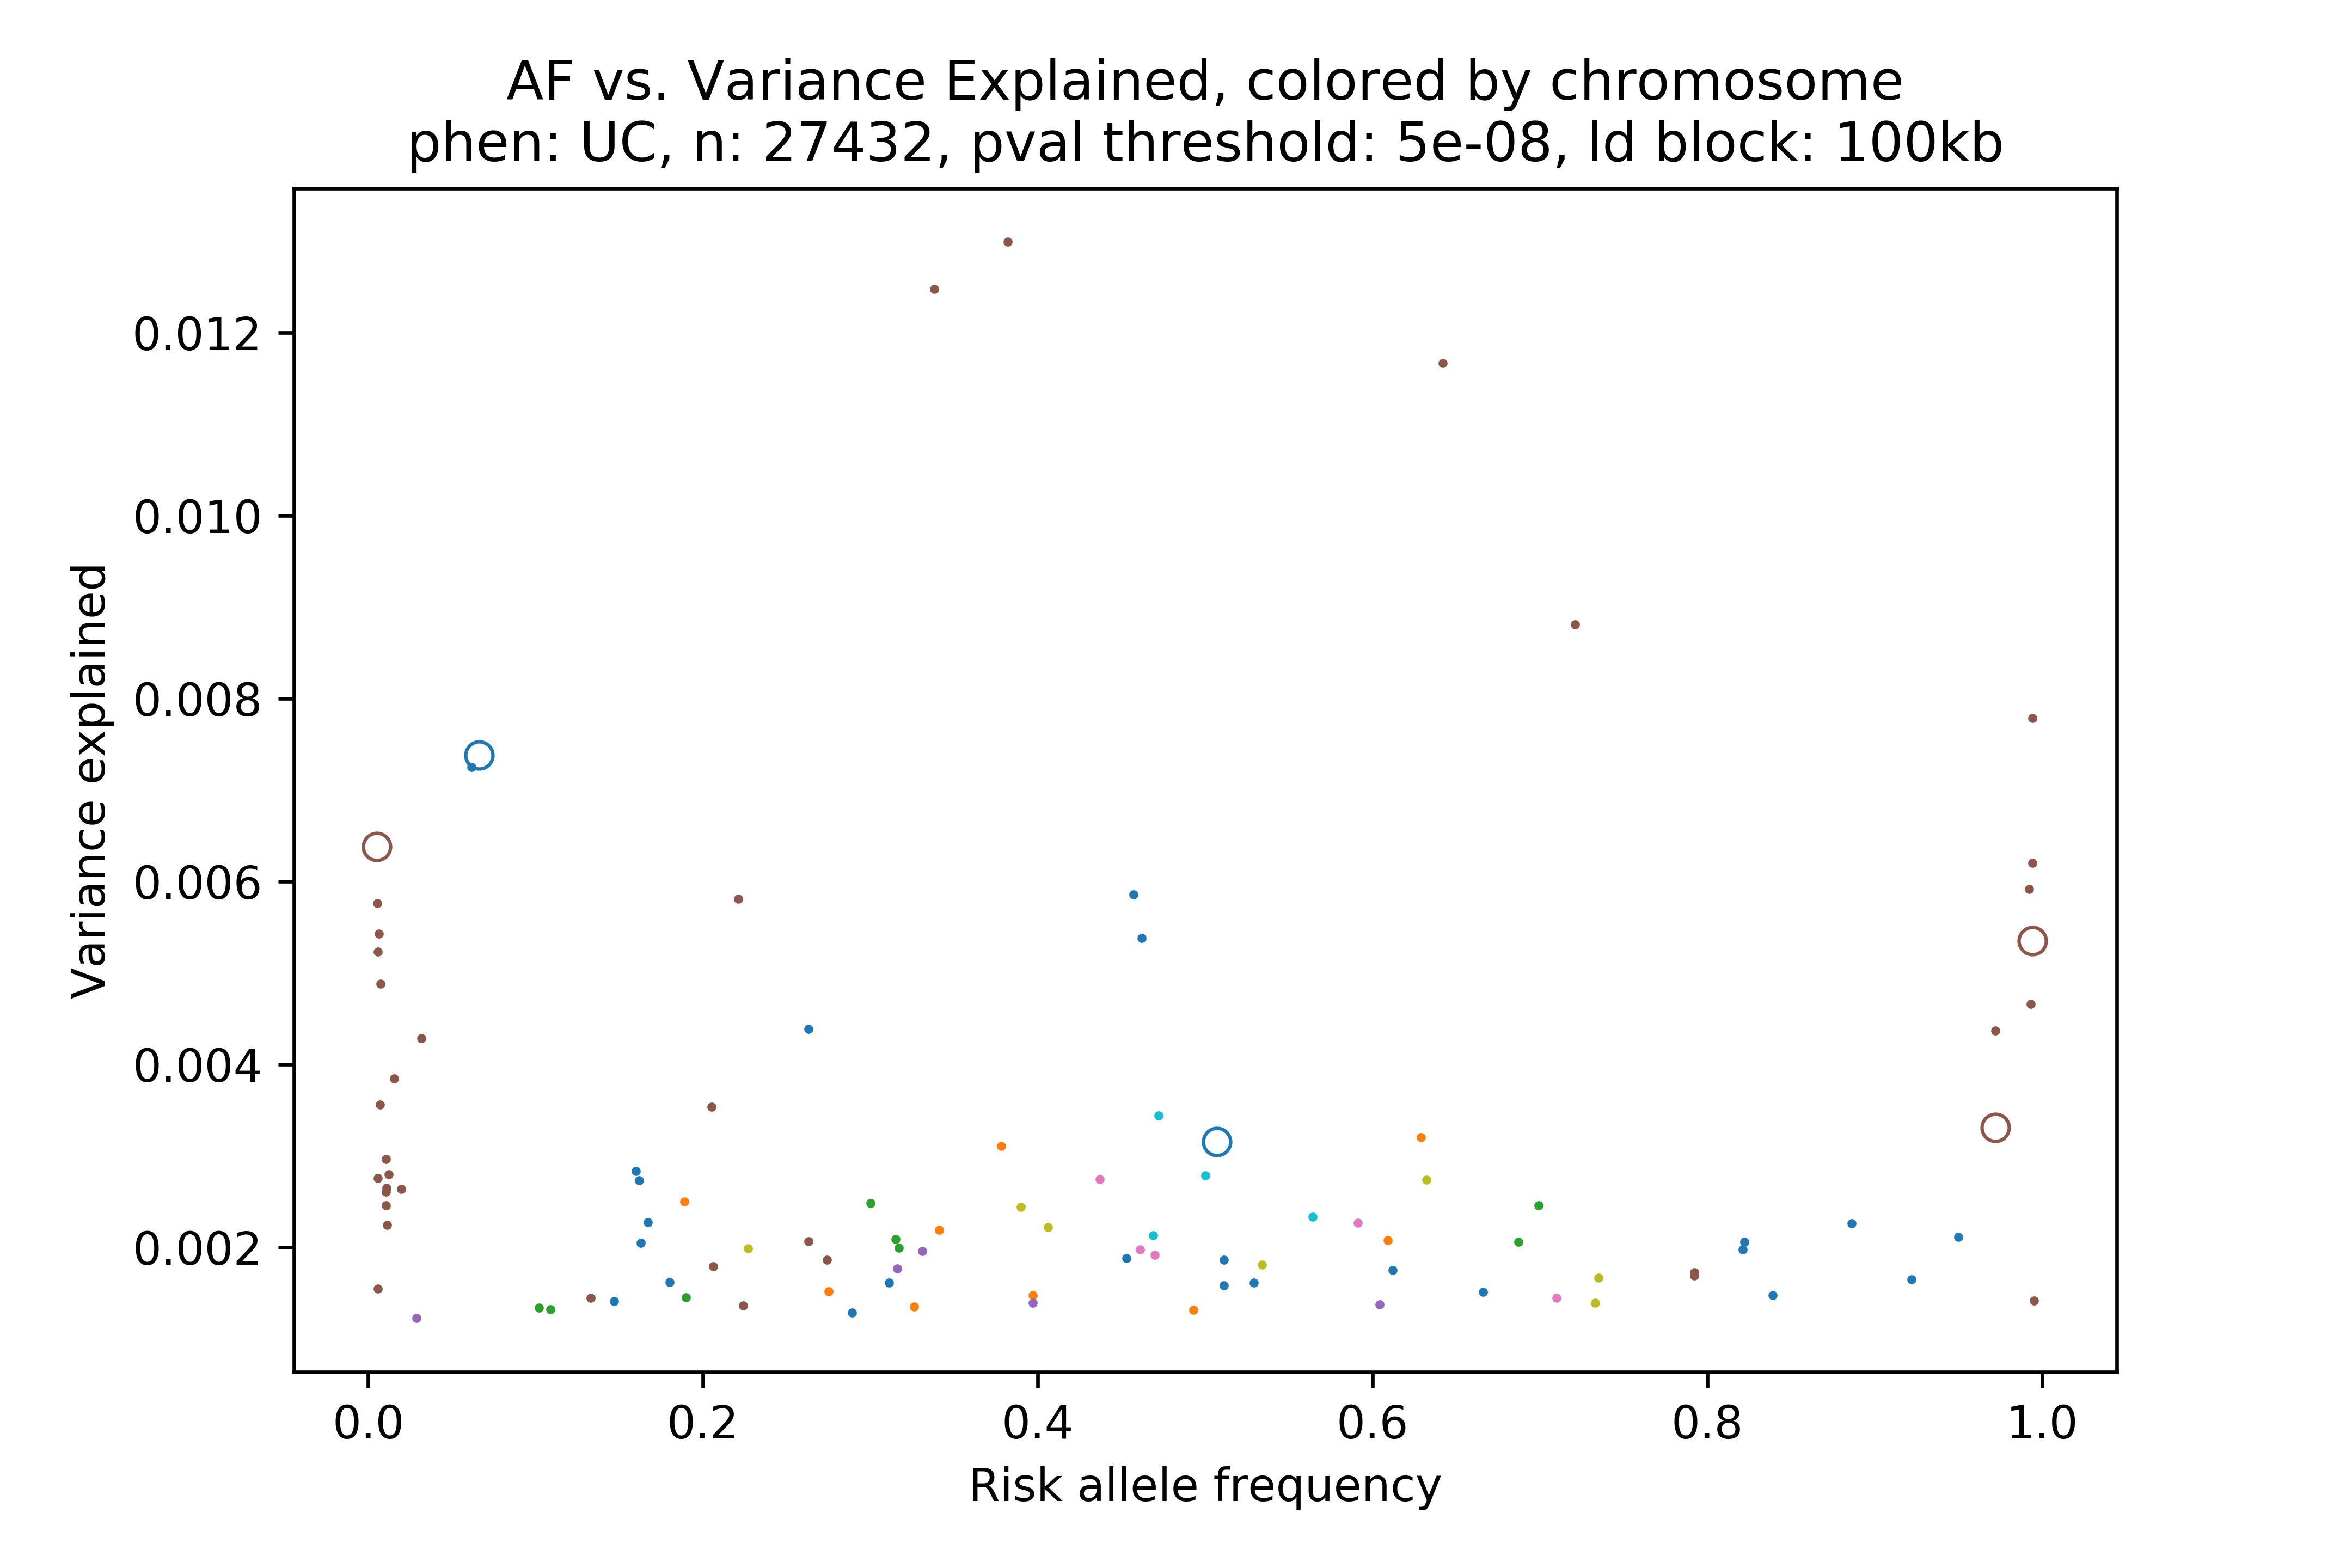 AF vs. Variance Explained, colored by chromosome
phen: UC, n: 27432, pval threshold: 5e-08, ld block: 100kb
0.012
0.010
0.008
0.006
0.004
0.002
Variance explained
0.0 0.2 0.4 0.6 0.8 1.0
Risk allele frequency